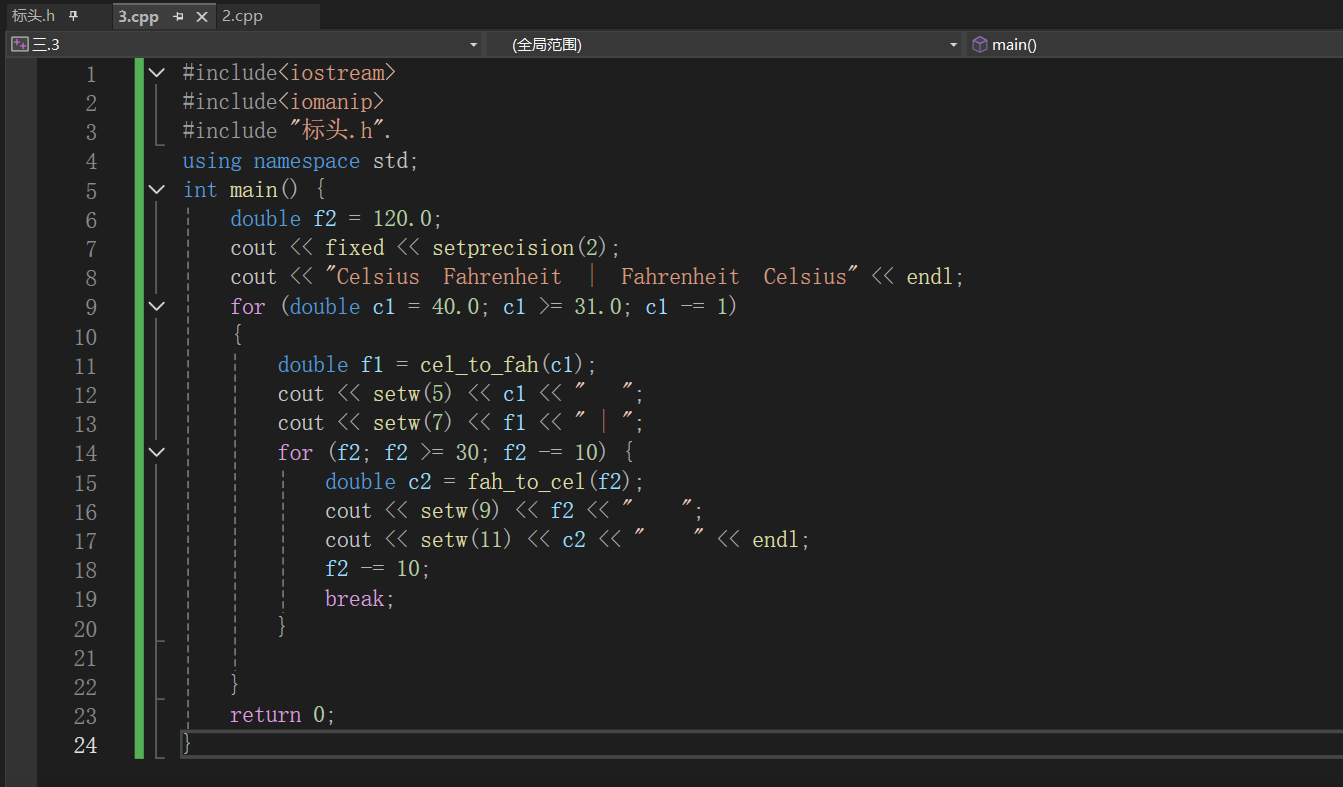 标头.h 3.cpp 2.cpp
三.3 (全局范围) main()
1 #include<iostream>
2 #include<iomanip>
3 #include "标头.h".
4 using namespace std;
5 int main() {
6 double f2 = 120.0;
7 cout << fixed << setprecision(2);
8 cout << "Celsius  Fahrenheit  |  Fahrenheit  Celsius" << endl;
9 for (double c1 = 40.0; c1 >= 31.0; c1 -= 1)
10 {
11 double f1 = cel_to_fah(c1);
12 cout << setw(5) << c1 << "   ";
13 cout << setw(7) << f1 << " | ";
14 for (f2; f2 >= 30; f2 -= 10) {
15 double c2 = fah_to_cel(f2);
16 cout << setw(9) << f2 << "    ";
17 cout << setw(11) << c2 << "    " << endl;
18 f2 -= 10;
19 break;
20 }
21
22 }
23 return 0;
24 }